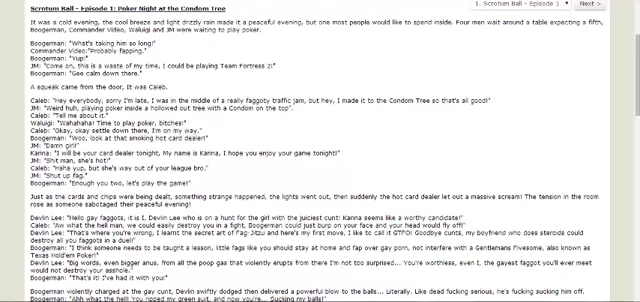 Scrotum Ball - Episode 1: Poker Night at the Condom Tree
1. Scrotum Ball - Episode 1
Next >
It was a cold evening, the cool breeze and light drizzly rain made it a peaceful evening, but one most people would like to spend inside. Four men wait around a table expecting a fifth,
Boogerman, Commander Video, Waluigi and JM were waiting to play poker.
Boogerman: "What's taking him so long!"
Commander Video:"Probably fapping."
Boogerman: "Yup!"
JM: "Come on, this is a waste of my time, I could be playing Team Fortress 2!"
Boogerman: "Gee calm down there."
A squeak came from the door, It was Caleb.
Caleb: "Hey everybody, sorry I'm late, I was in the middle of a really faggoty traffic jam, but hey, I made it to the Condom Tree so that's all good!"
JM: "Weird huh, playing poker inside a hollowed out tree with a Condom on the top".
Caleb: "Tell me about it."
Waluigi: "Wahahaha! Time to play poker, bitches!"
Caleb: "Okay, okay settle down there, I'm on my way."
Boogerman: "Woo, look at that smoking hot card dealer!"
JM: "Damn girl!"
Karina: "I will be your card dealer tonight, My name is Karina, I hope you enjoy your game tonight!"
JM: "Shit man, she's hot!"
Caleb: "Haha yup, but she's way out of your league bro."
JM: "Shut up fag."
Boogerman: "Enough you two, let's play the game!"
Just as the cards and chips were being dealt, something strange happened, the lights went out, then suddenly the hot card dealer let out a massive scream! The tension in the room
rose as someone sabotaged their peaceful evening!
Devlin Lee: "Hello gay faggots, it is I, Devlin Lee who is on a hunt for the girl with the juiciest cunt! Karina seems like a worthy candidate!"
Caleb: "Aw what the hell man, we could easily destroy you in a fight, Boogerman could just burp on your face and your head would fly off!"
Devlin Lee: "That's where you're wrong, I learnt the secret art of Fag-Jitzu and here's my first move, I like to call it GTFO! Goodbye cunts, my boyfriend who does steroids could
destroy all you faggots in a duel!"
Boogerman: "I think someone needs to be taught a lesson, little fags like you should stay at home and fap over gay porn, not interfere with a Gentlemans Fivesome, also known as
Texas Hold'em Poker!"
Devlin Lee: "Big words, even bigger anus, from all the poop gas that violently erupts from there I'm not too surprised... You're worthless, even I, the gayest faggot you'll ever meet
would not destroy your asshole."
Boogerman: "That's it! I've had it with you!"
Boogerman violently charged at the gay cunt, Devlin swiftly dodged then delivered a powerful blow to the balls... Literally. Like dead fucking serious, he's fucking sucking him off.
Boogerman: "Ahh what the hell! You ripped my green suit, and now you're... Sucking my balls!"